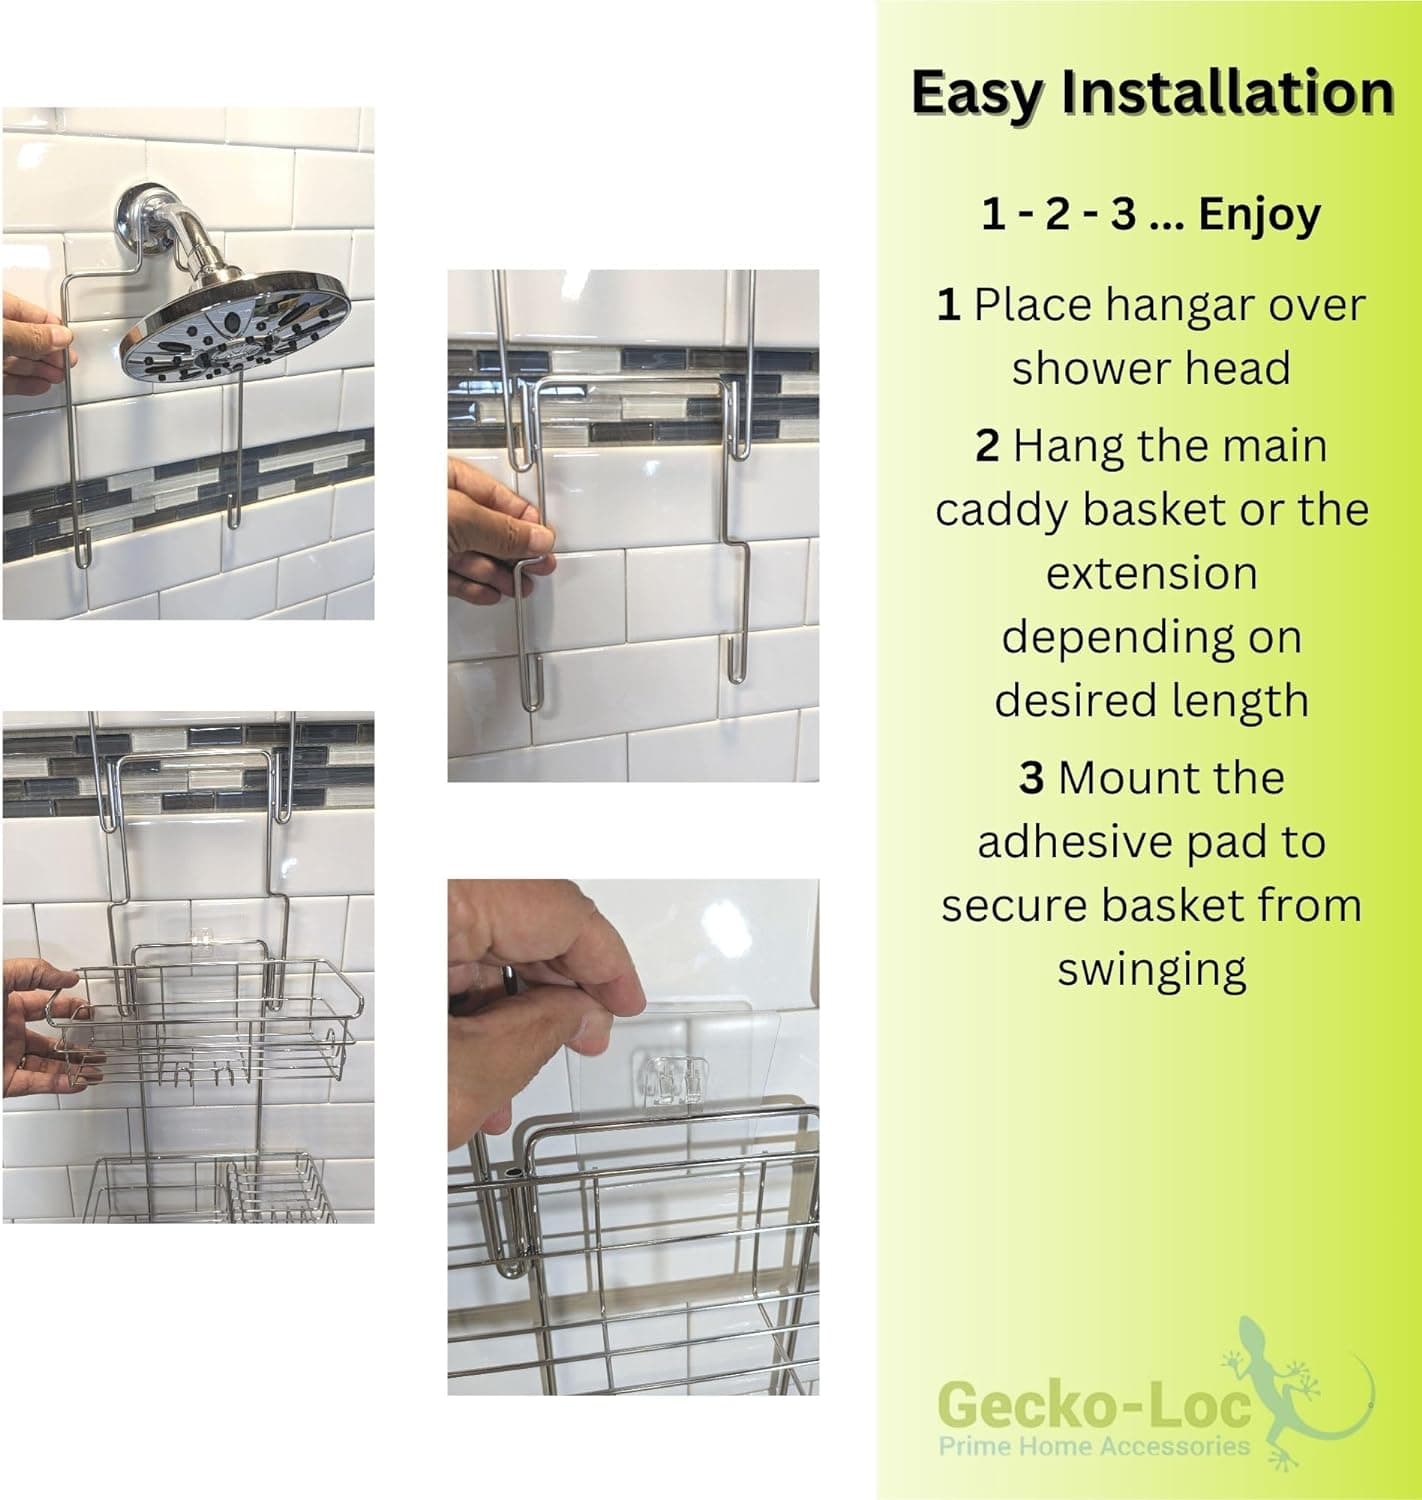 Easy Installation
1 - 2 - 3 ... Enjoy
1 Place hangar over
shower head
2 Hang the main
caddy basket or the
extension
depending on
desired length
3 Mount the
adhesive pad to
secure basket from
swinging
Gecko-Loc
Prime Home Accessories